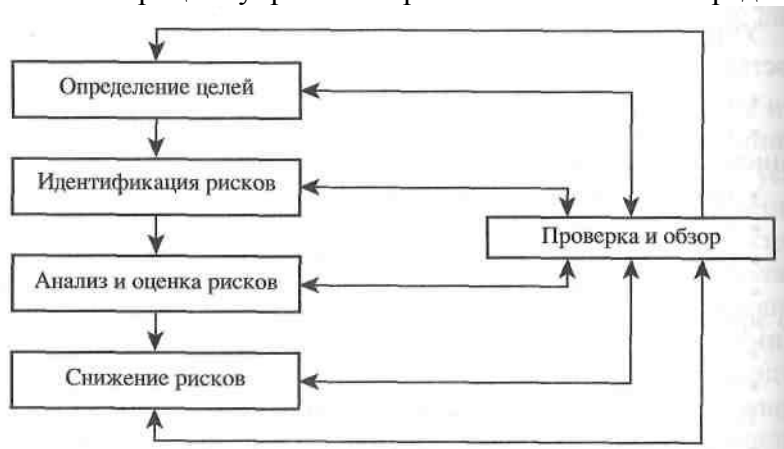 Определение целей
Идентификация рисков
Проверка и обзор
Анализ и оценка рисков
Снижение рисков